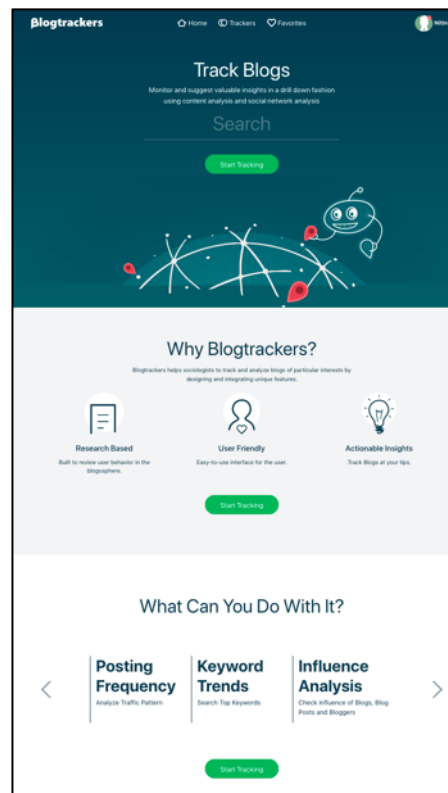 Blogtrackers
Home Trackers Favorites
Nitin
Track Blogs
Monitor and suggest valuable insights in a drill down fashion
using content analysis and social network analysis
Search
Start Tracking
Why Blogtrackers?
Blogtrackers helps sociologists to track and analyze blogs of particular interests by
designing and integrating unique features.
Research Based
Built to review user behavior in the
blogosphere.
User Friendly
Easy-to-use interface for the user.
Actionable Insights
Track Blogs at your tips.
Start Tracking
What Can You Do With It?
Posting
Frequency
Analyze Traffic Pattern
Keyword
Trends
Search Top Keywords
Influence
Analysis
Check influence of Blogs, Blog
Posts and Bloggers
Start Tracking